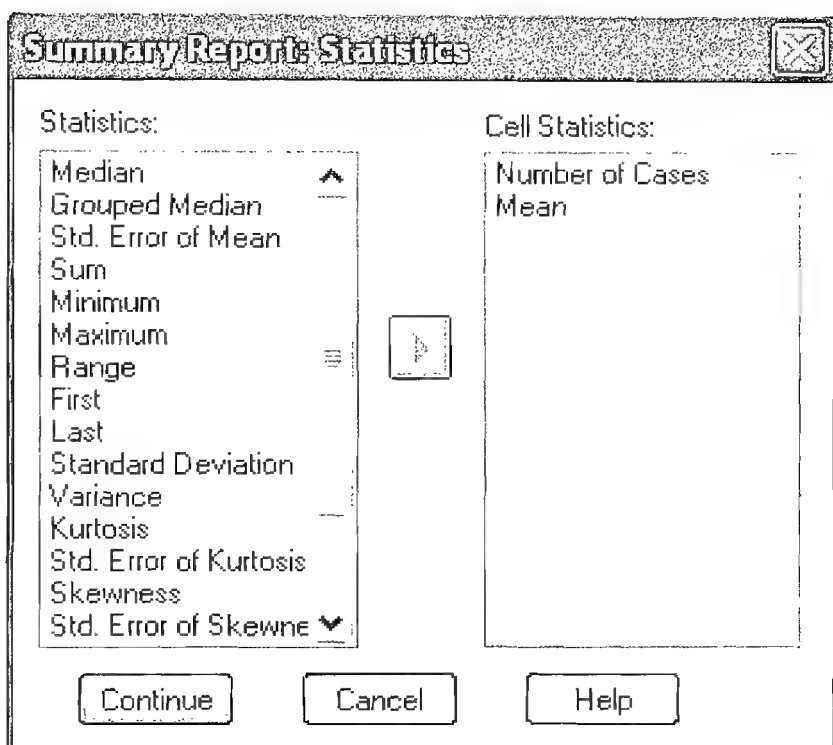 Summary Report: Statistics
Statistics:
Median
Grouped Median
Std. Error of Mean
Sum
Minimum
Maximum
Range
First
Last
Standard Deviation
Variance
Kurtosis
Std. Error of Kurtosis
Skewness
Std. Error of Skewne
Cell Statistics:
Number of Cases
Mean
Continue
Cancel
Help